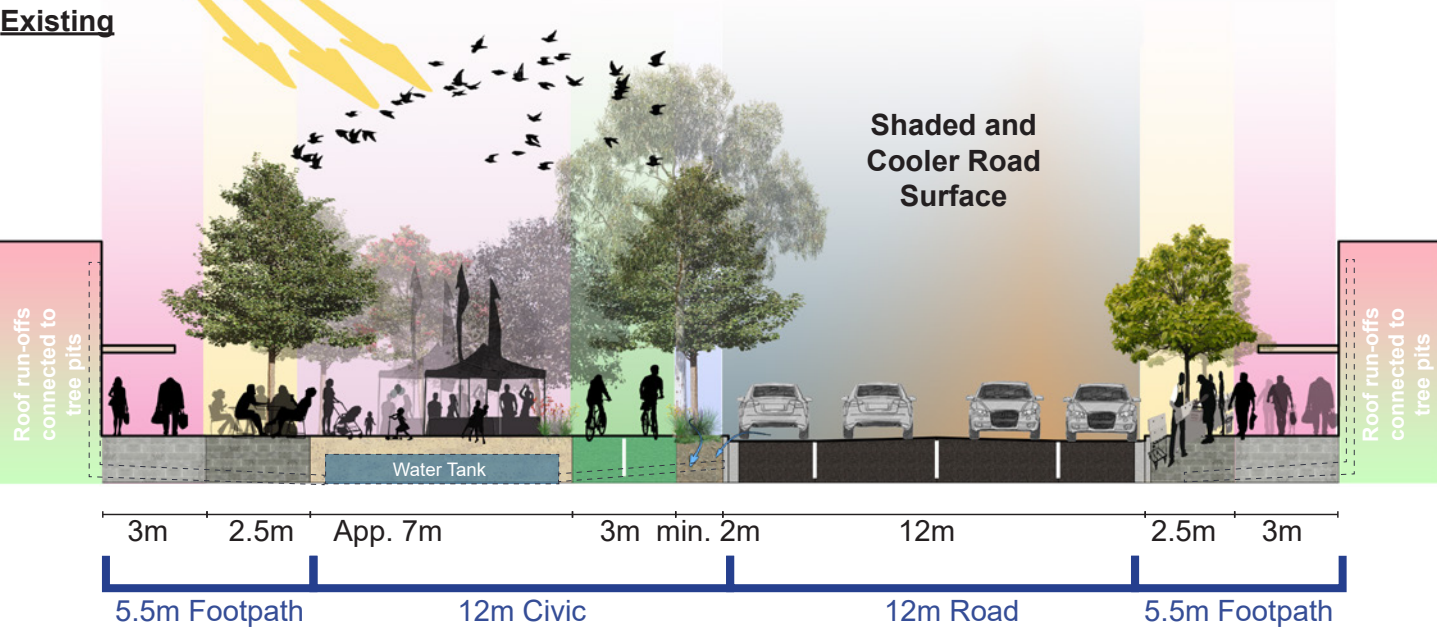 Existing
Shaded and
Cooler Road
Surface
Roof run-offs
connected to
tree pits
Water Tank
Roof run-offs
connected to
tree pits
3m 2.5m App. 7m 3m min. 2m 12m 2.5m 3m
5.5m Footpath 12m Civic 12m Road 5.5m Footpath